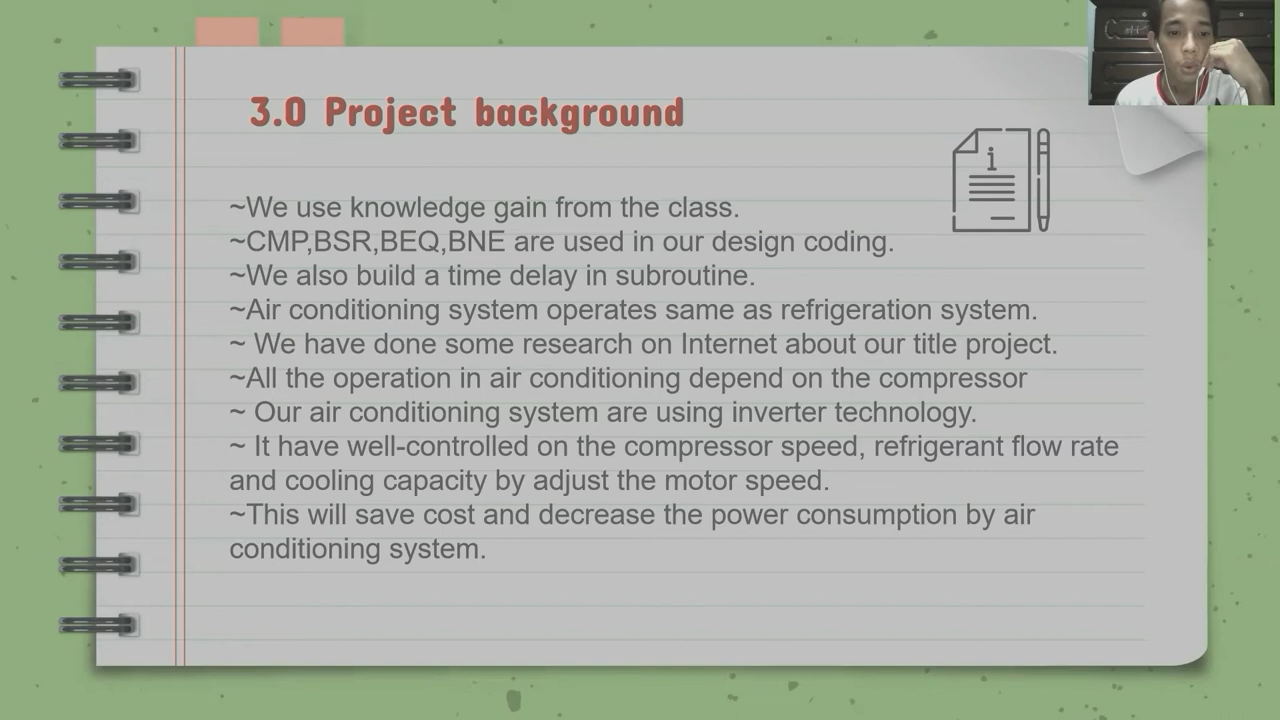 3.0 Project background
~We use knowledge gain from the class.
~CMP,BSR,BEQ,BNE are used in our design coding.
~We also build a time delay in subroutine.
~Air conditioning system operates same as refrigeration system.
~ We have done some research on Internet about our title project.
~All the operation in air conditioning depend on the compressor
~ Our air conditioning system are using inverter technology.
~ It have well-controlled on the compressor speed, refrigerant flow rate
and cooling capacity by adjust the motor speed.
~This will save cost and decrease the power consumption by air
conditioning system.